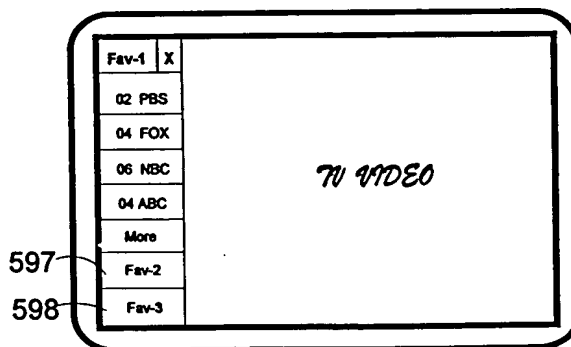 Fav-1 X
02 PBS
04 FOX
06 NBC
TV VIDEO
04 ABC
More
597 Fav-2
598 Fav-3